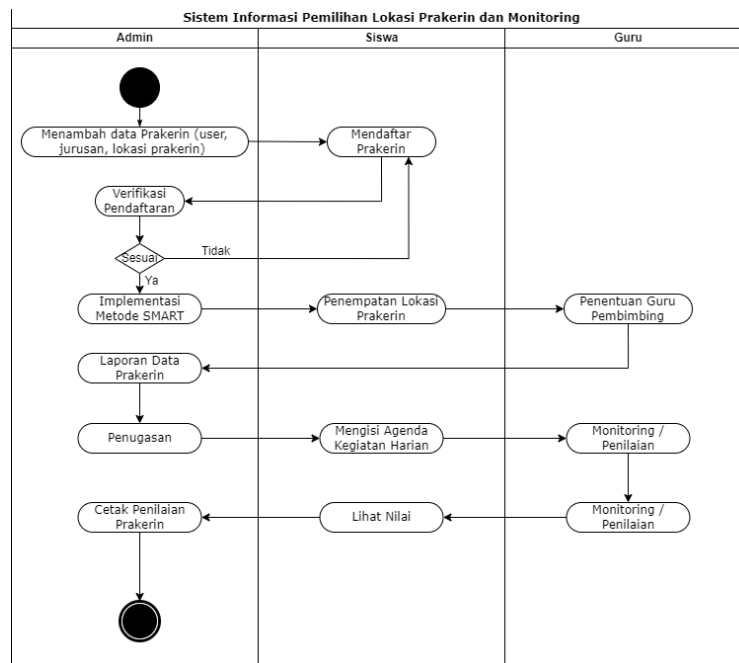 Sistem Informasi Pemilihan Lokasi Prakerin dan Monitoring
Admin
Siswa
Guru
Menambah data Prakerin (user,
jurusan, lokasi prakerin)
Mendaftar
Prakerin
Verifikasi
Pendaftaran
Sesuai
Tidak
Ya
Implementasi
Metode SMART
Penempatan Lokasi
Prakerin
Penentuan Guru
Pembimbing
Laporan Data
Prakerin
Penugasan
Mengisi Agenda
Kegiatan Harian
Monitoring /
Penilaian
Cetak Penilaian
Prakerin
Lihat Nilai
Monitoring /
Penilaian